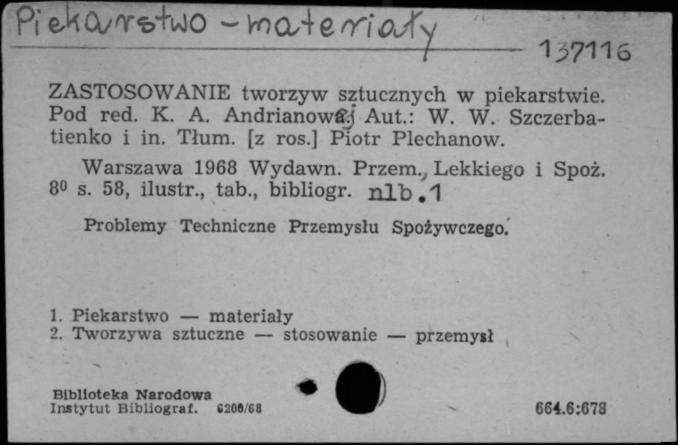 Piekarstwo – materiały
137116
ZASTOSOWANIE tworzyw sztucznych w piekarstwie.
Pod red. K. A. Andrianowej Aut.: W. W. Szczerba-
tienko i in. Tłum. [z ros.] Piotr Plechanow.
Warszawa 1968 Wydawn. Przem., Lekkiego i Spoż.
8⁰ s. 58, ilustr., tab., bibliogr. nlb.1
Problemy Techniczne Przemysłu Spożywczego.
1. Piekarstwo — materiały
2. Tworzywa sztuczne — stosowanie — przemysł
Biblioteka Narodowa
Instytut Bibliograf. 6200/68 664.6:678